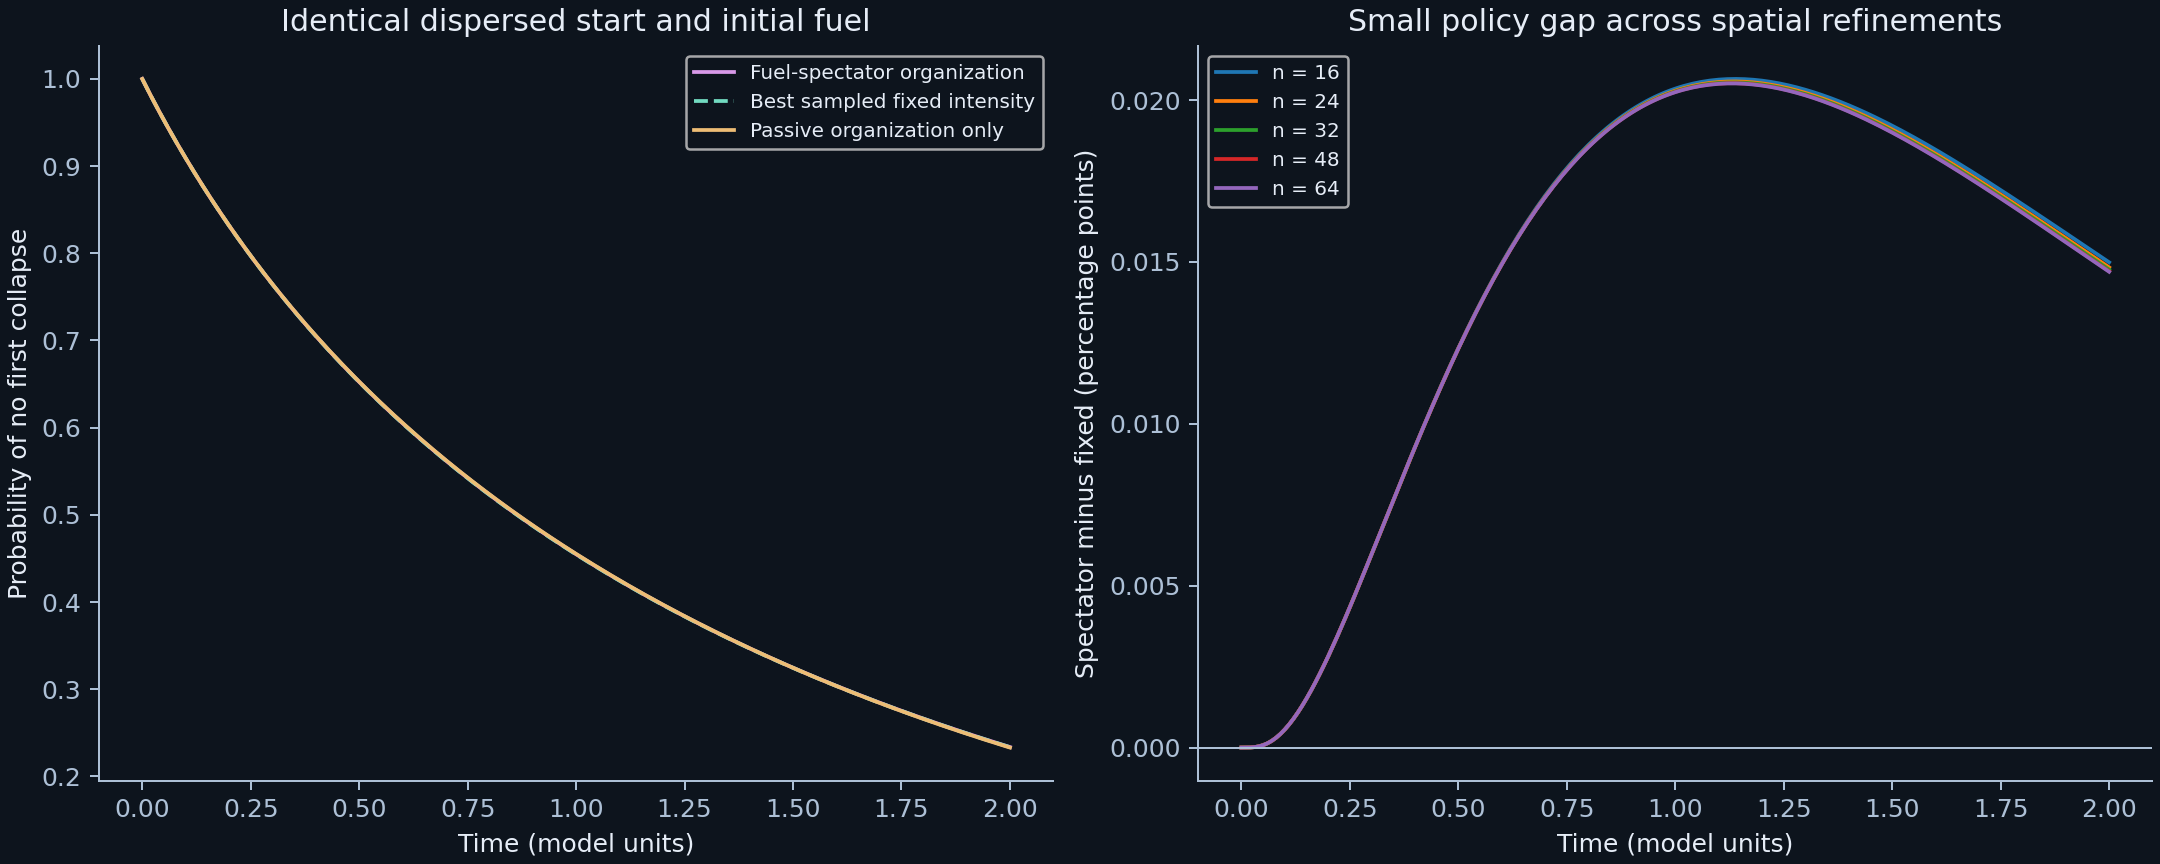 Identical dispersed start and initial fuel
Probability of no first collapse
1.0
0.9
0.8
0.7
0.6
0.5
0.4
0.3
0.2
Fuel-spectator organization
Best sampled fixed intensity
Passive organization only
0.00 0.25 0.50 0.75 1.00 1.25 1.50 1.75 2.00
Time (model units)
Small policy gap across spatial refinements
Spectator minus fixed (percentage points)
0.020
0.015
0.010
0.005
0.000
n = 16
n = 24
n = 32
n = 48
n = 64
0.00 0.25 0.50 0.75 1.00 1.25 1.50 1.75 2.00
Time (model units)